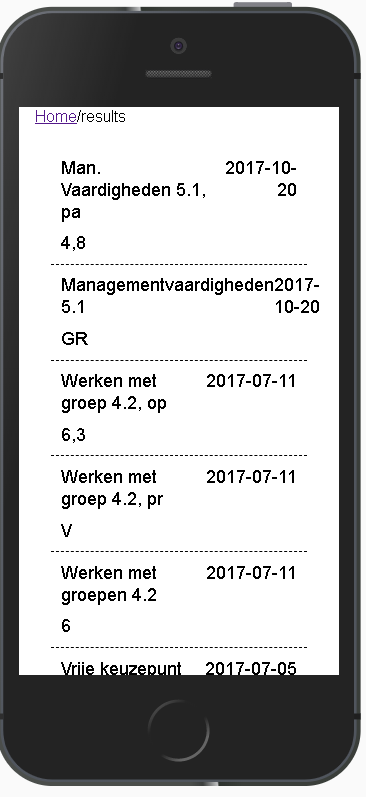 Home/results
Man. 2017-10-
Vaardigheden 5.1, 20
pa
4,8
Managementvaardigheden2017-
5.1 10-20
GR
Werken met 2017-07-11
groep 4.2, op
6,3
Werken met 2017-07-11
groep 4.2, pr
V
Werken met 2017-07-11
groepen 4.2
6
Vrije keuzepunt 2017-07-05